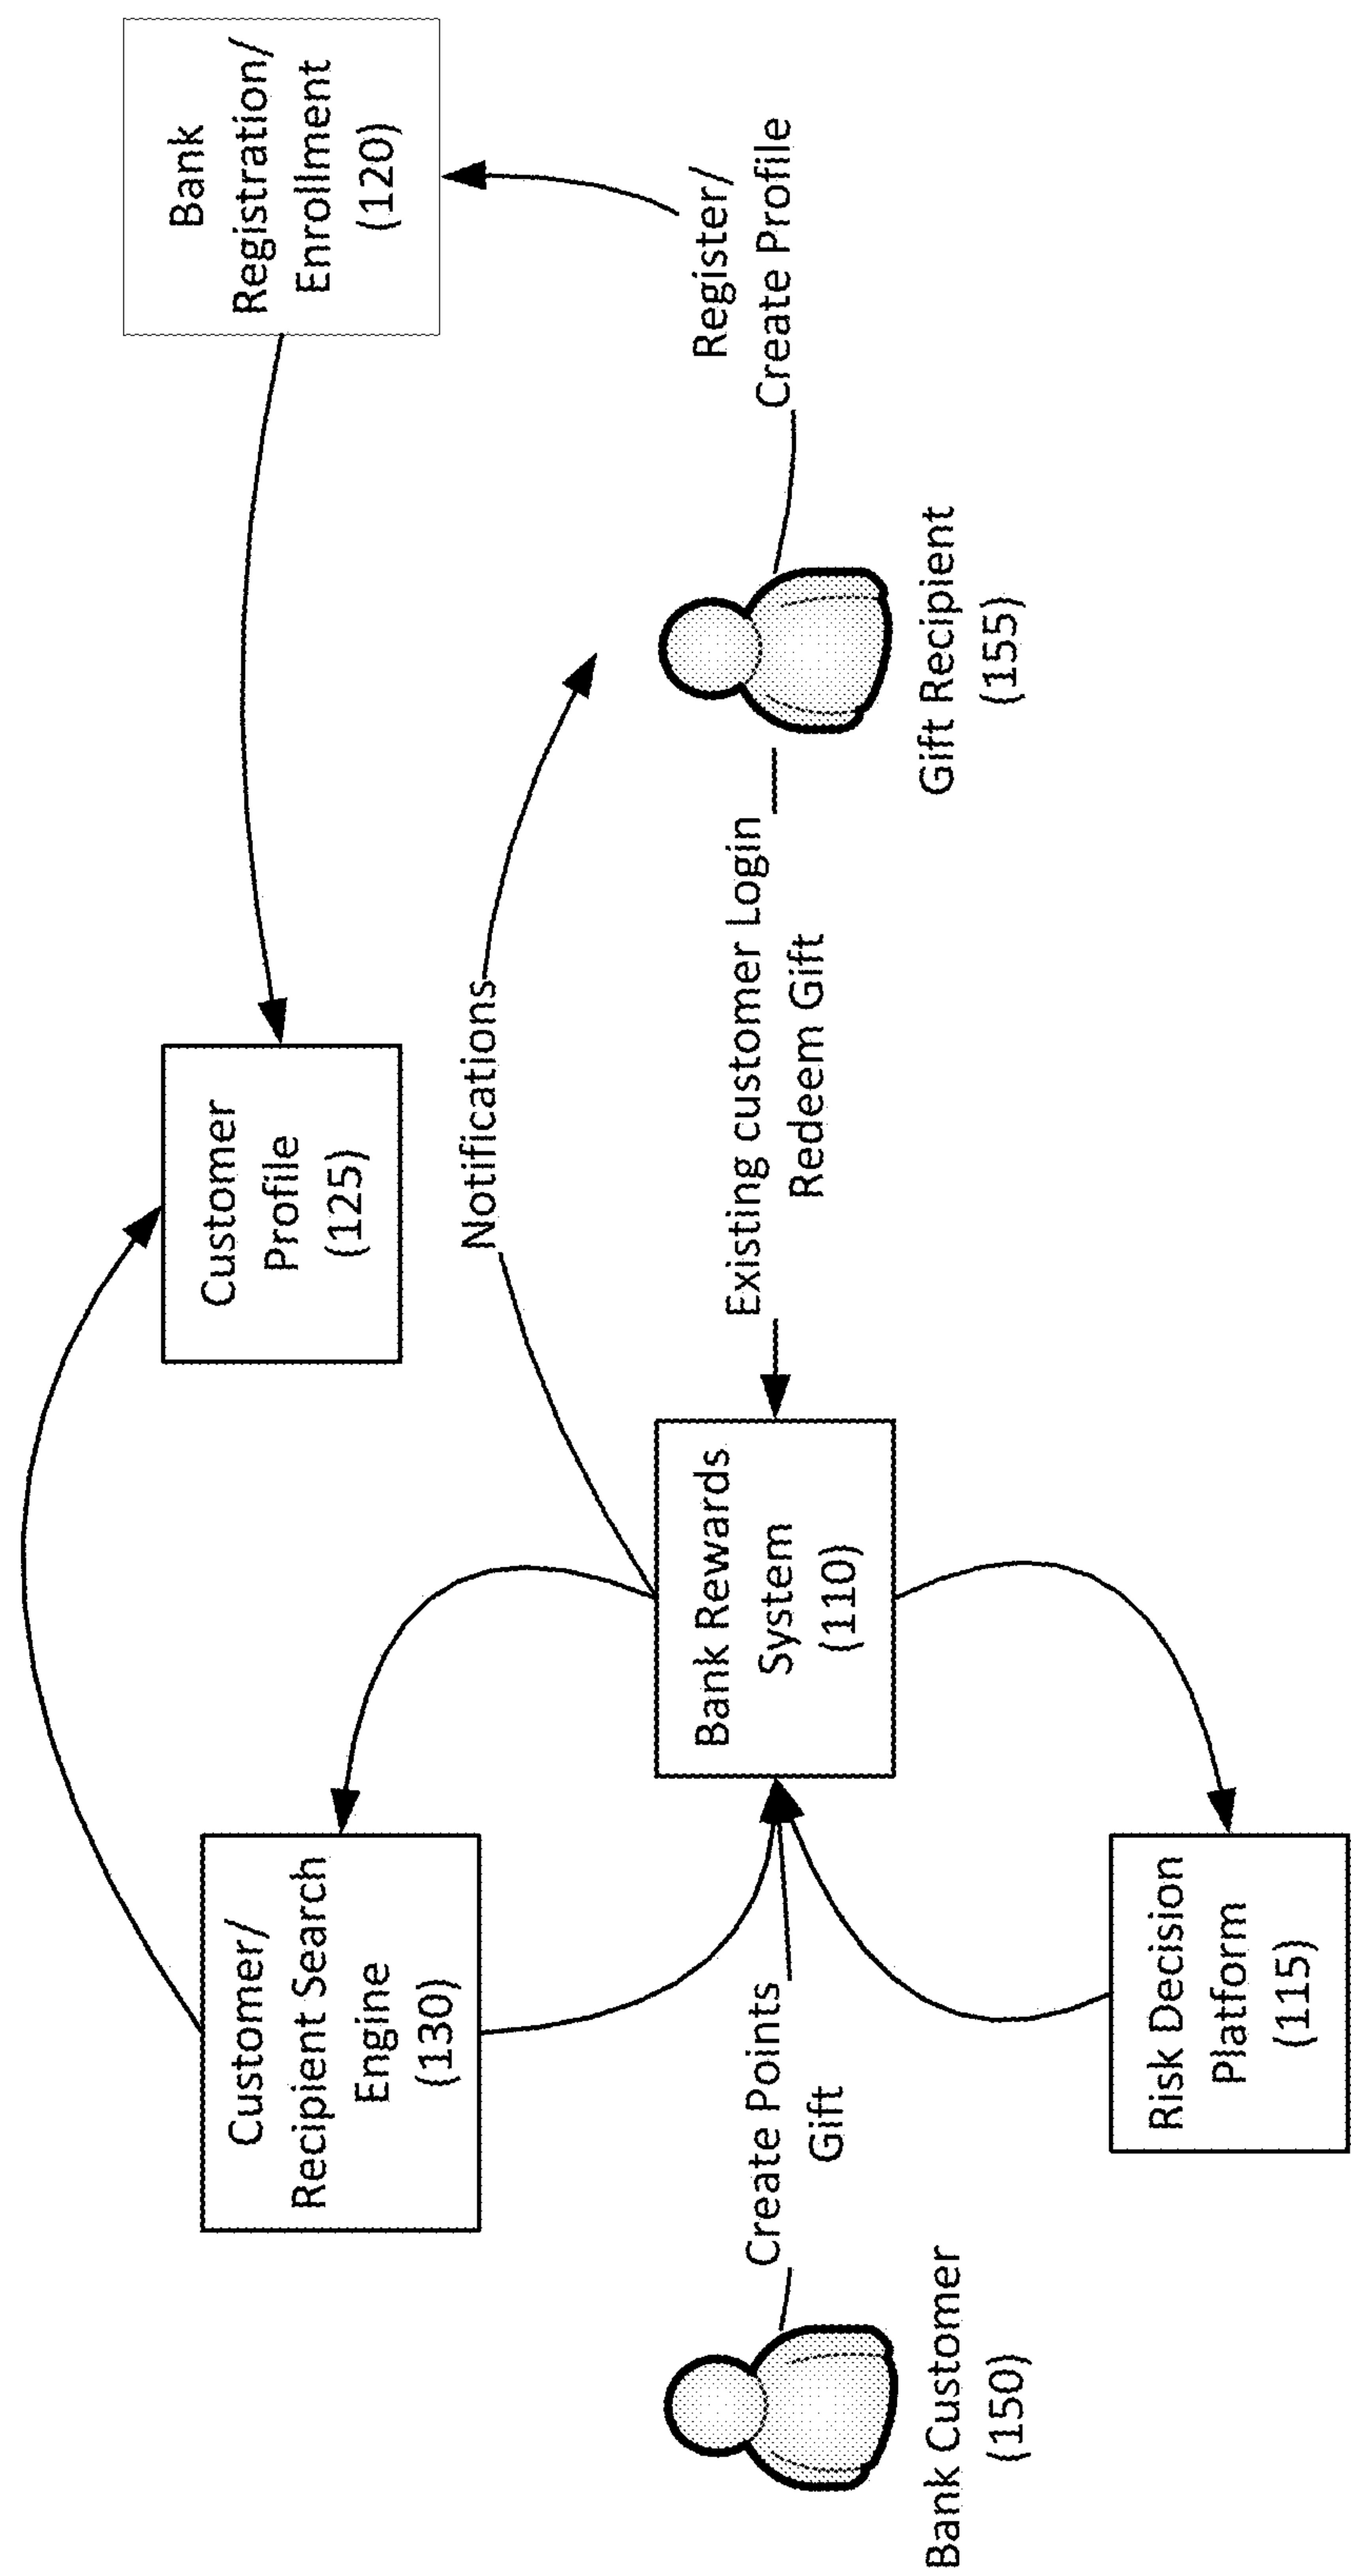 Customer/
Recipient Search
Engine
(130)
Customer
Profile
(125)
Bank
Registration/
Enrollment
(120)
Notifications
Register/
Create Profile
Bank Customer
(150)
Create Points
Gift
Bank Rewards
System
(110)
Existing customer Login
Redeem Gift
Gift Recipient
(155)
Risk Decision
Platform
(115)